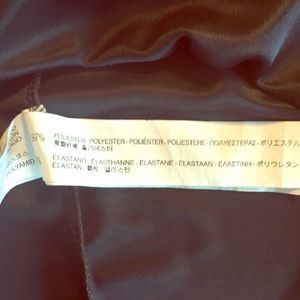 97% POLIESTER - POLYESTER - POLIÉSTER - POLIESTERE - ΠΟΛΥΕΣΤΕΡΑΣ - ポリエステル
聚酯纤维 - 폴리에스터
ELASTANO - ÉLASTHANNE - ELASTANE - ELASTAAN - ΕΛΑΣΤΙΝΗ - ポリウレタン
ELASTAN - 氨纶 - 엘라스탄
POLYAMID